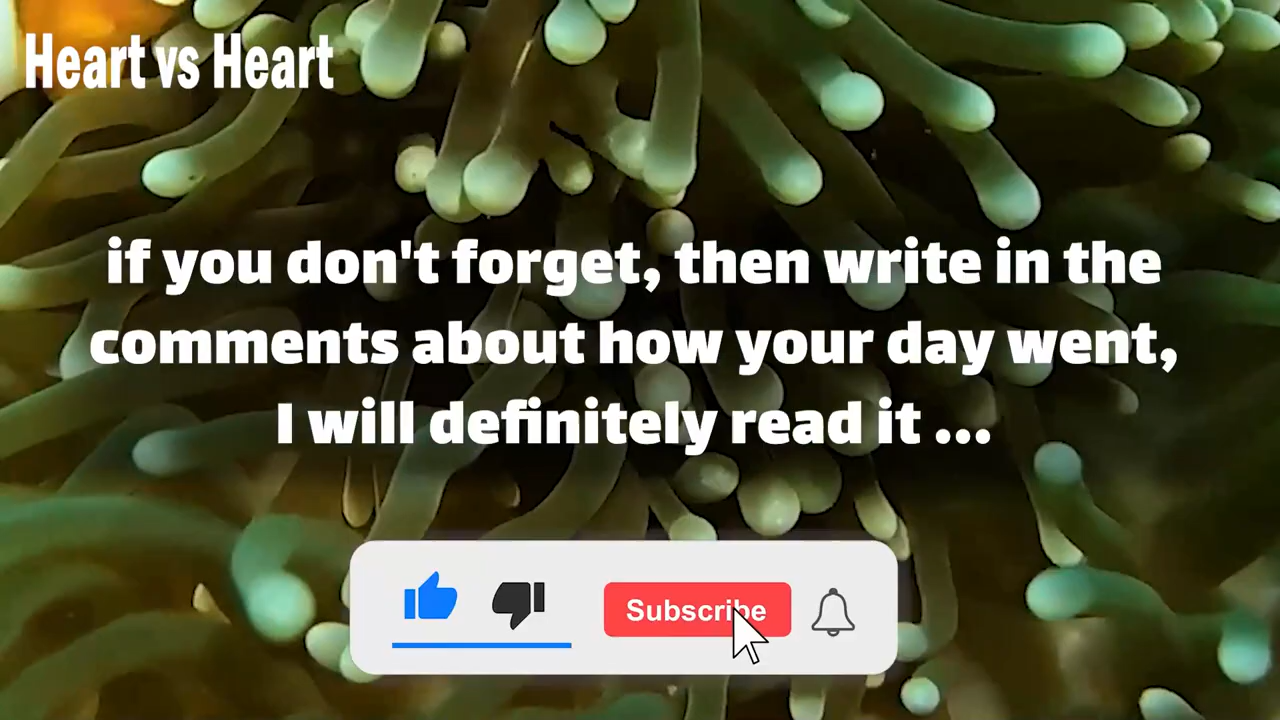 Heart vs Heart
if you don't forget, then write in the
comments about how your day went,
I will definitely read it ...
Subscribe